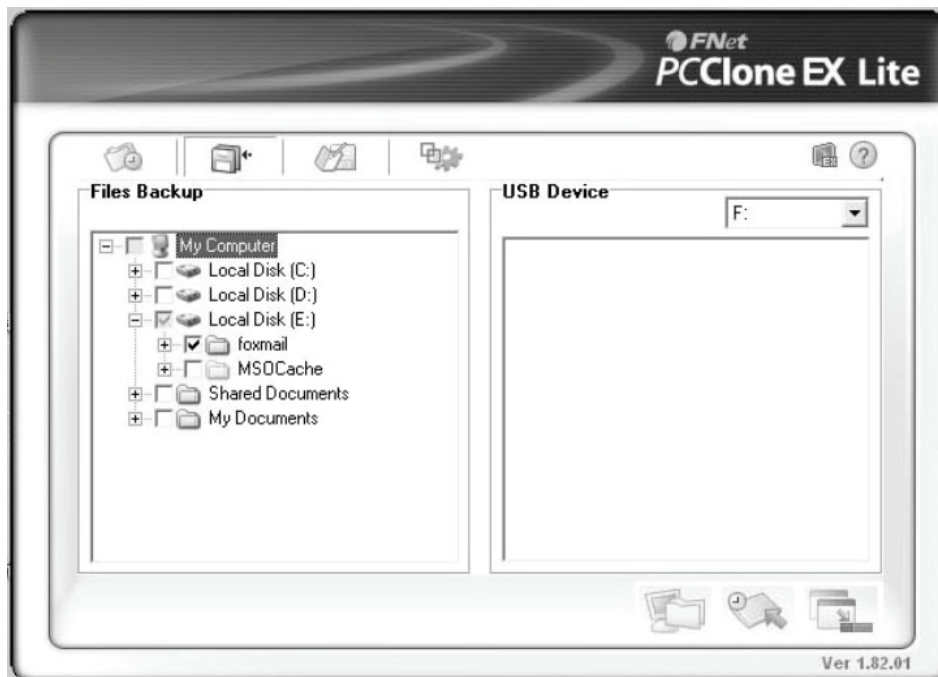 FNet
PCClone EX Lite
EX
?
Files Backup
USB Device
F:
My Computer
Local Disk (C:)
Local Disk (D:)
Local Disk (E:)
foxmail
MSOCache
Shared Documents
My Documents
Ver 1.82.01